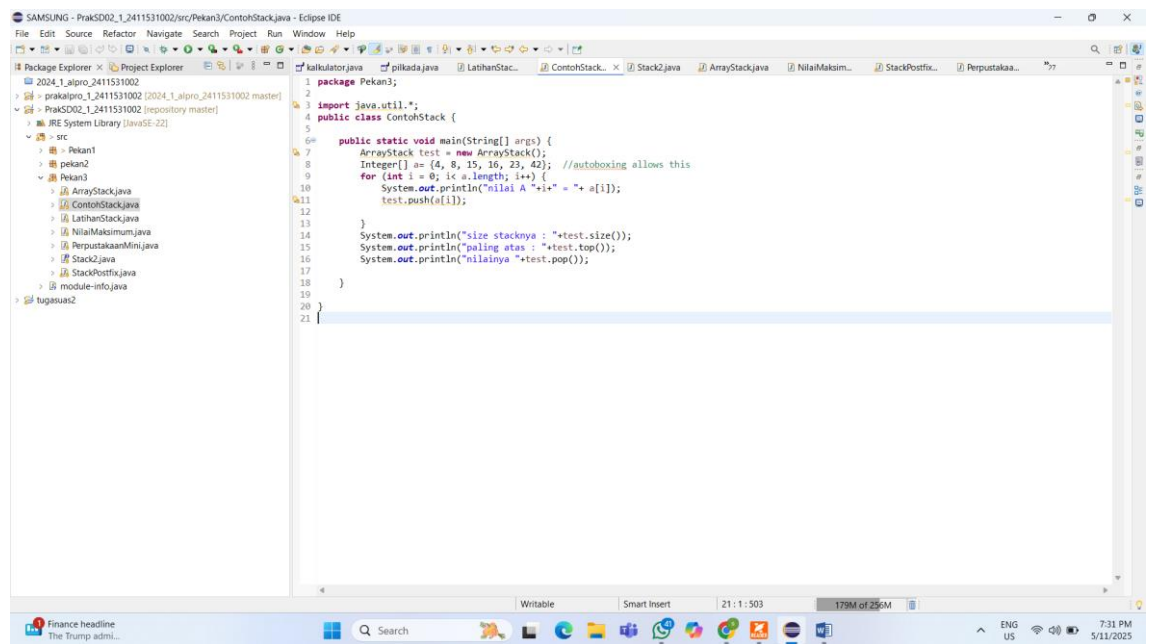 SAMSUNG - PrakSD02_1_2411531002/src/Pekan3/ContohStack.java - Eclipse IDE
File Edit Source Refactor Navigate Search Project Run Window Help
Package Explorer Project Explorer
kalkulator.java pilkada.java LatihanStac... ContohStack... Stack2.java ArrayStack.java NilaiMaksim... StackPostfix... Perpustakaa... »77
2024_1_alpro_2411531002
> prakalpro_1_2411531002 [2024_1_alpro_2411531002 master]
> PrakSD02_1_2411531002 [repository master]
JRE System Library [JavaSE-22]
> src
> Pekan1
pekan2
Pekan3
ArrayStack.java
ContohStack.java
LatihanStack.java
NilaiMaksimum.java
PerpustakaanMini.java
Stack2.java
StackPostfix.java
module-info.java
tugasuas2
1 package Pekan3;
2
3 import java.util.*;
4 public class ContohStack {
5
6 public static void main(String[] args) {
7 ArrayStack test = new ArrayStack();
8 Integer[] a= {4, 8, 15, 16, 23, 42}; //autoboxing allows this
9 for (int i = 0; i< a.length; i++) {
10 System.out.println("nilai A "+i+" = "+ a[i]);
11 test.push(a[i]);
12
13 }
14 System.out.println("size stacknya : "+test.size());
15 System.out.println("paling atas : "+test.top());
16 System.out.println("nilainya "+test.pop());
17
18 }
19
20 }
21
Writable Smart Insert 21 : 1 : 503 179M of 256M
Finance headline
The Trump admi...
Search
ENG
US
7:31 PM
5/11/2025